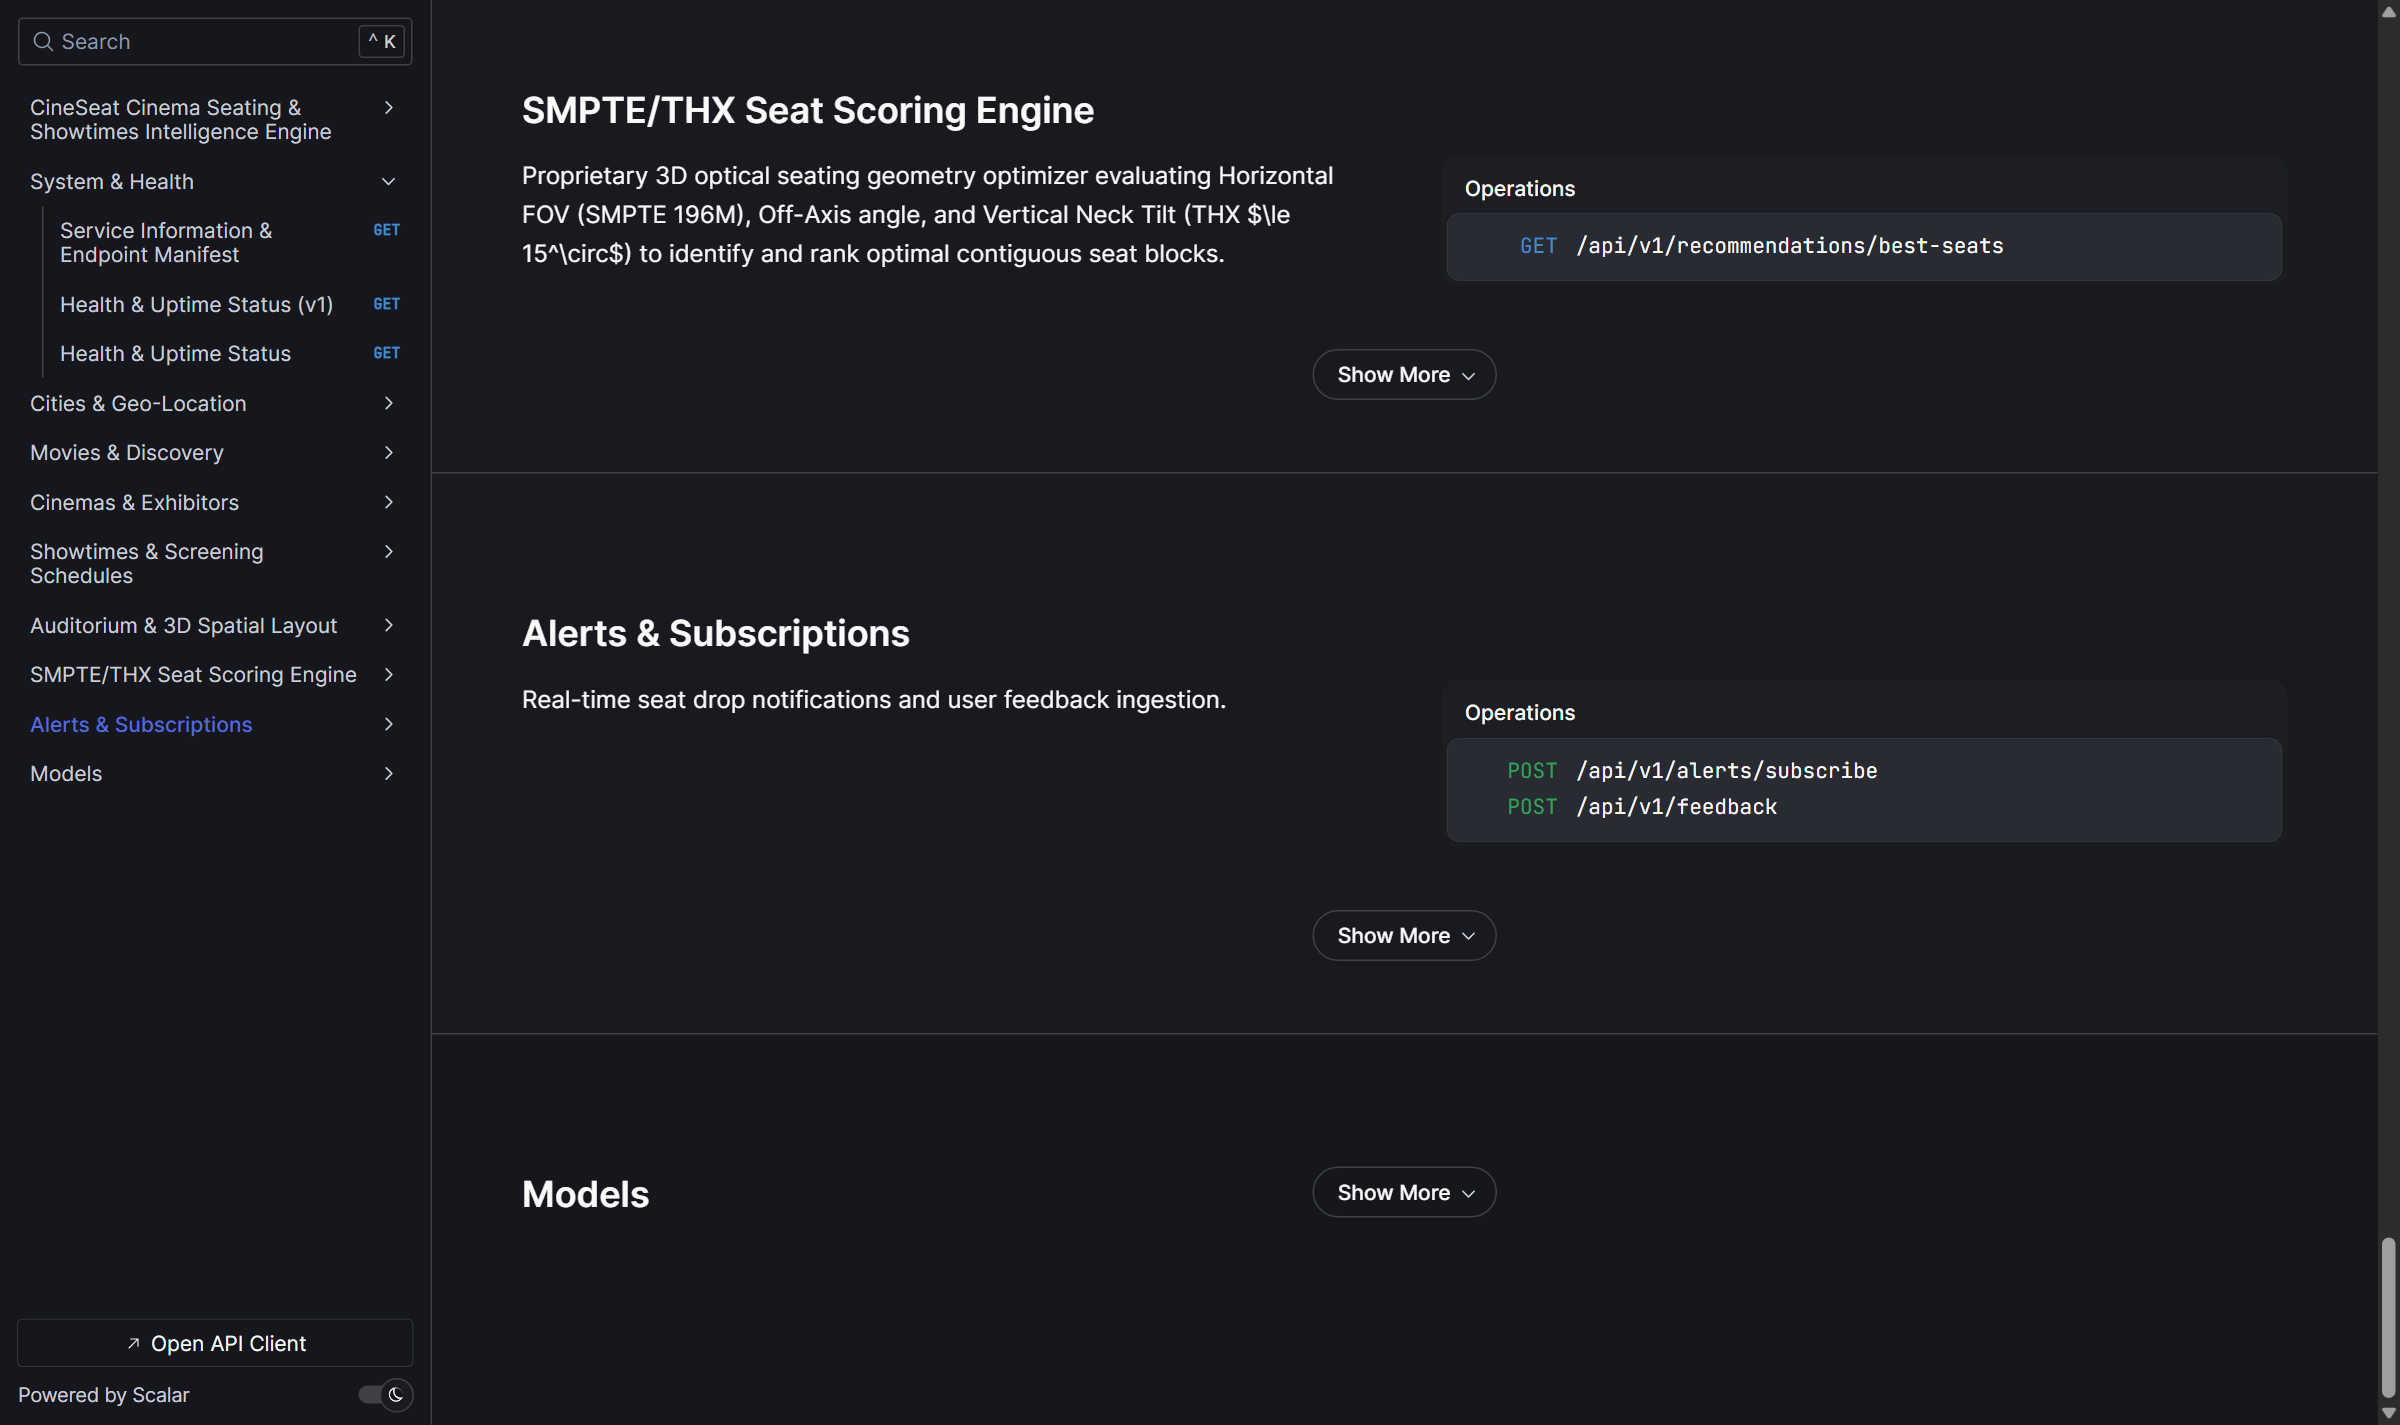 Search
^ K
CineSeat Cinema Seating &
Showtimes Intelligence Engine
System & Health
Service Information &
Endpoint Manifest
GET
Health & Uptime Status (v1)
GET
Health & Uptime Status
GET
Cities & Geo-Location
Movies & Discovery
Cinemas & Exhibitors
Showtimes & Screening
Schedules
Auditorium & 3D Spatial Layout
SMPTE/THX Seat Scoring Engine
Alerts & Subscriptions
Models
Open API Client
Powered by Scalar
SMPTE/THX Seat Scoring Engine
Proprietary 3D optical seating geometry optimizer evaluating Horizontal
FOV (SMPTE 196M), Off-Axis angle, and Vertical Neck Tilt (THX $\le
15^\circ$) to identify and rank optimal contiguous seat blocks.
Operations
GET /api/v1/recommendations/best-seats
Show More
Alerts & Subscriptions
Real-time seat drop notifications and user feedback ingestion.
Operations
POST /api/v1/alerts/subscribe
POST /api/v1/feedback
Show More
Models
Show More